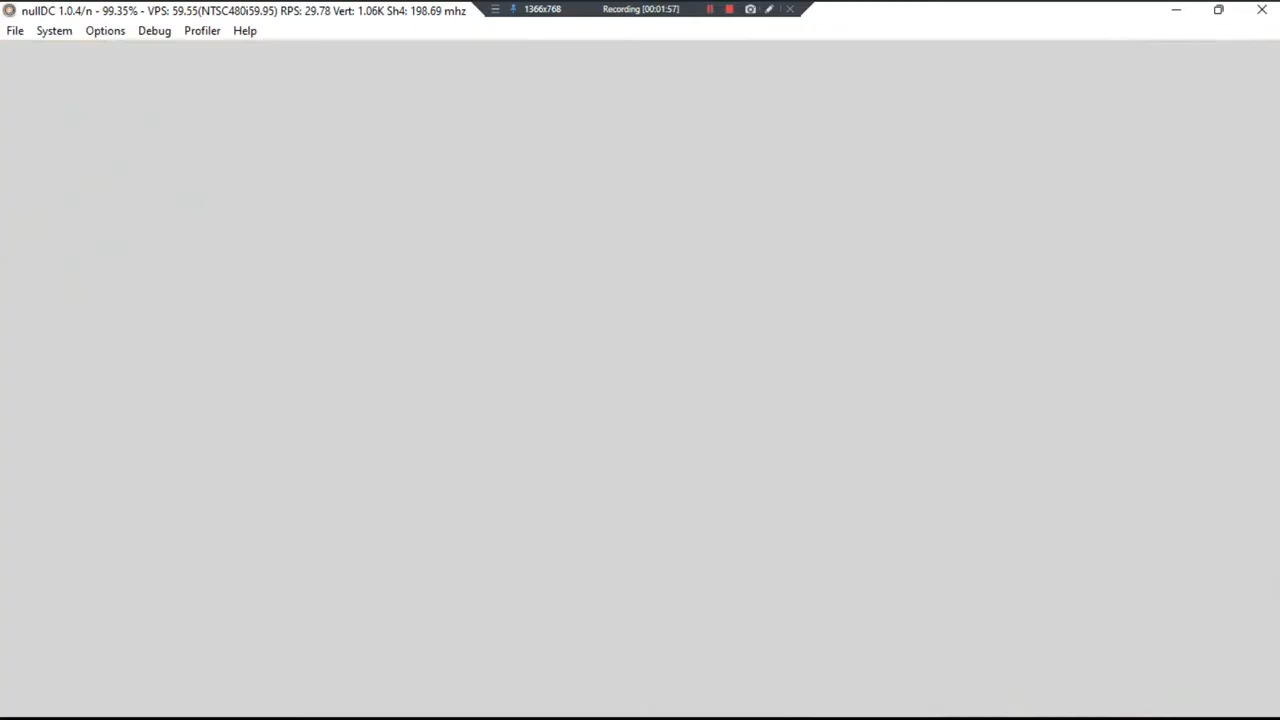 nullDC 1.0.4/n - 99.35% - VPS: 59.55(NTSC480i59.95) RPS: 29.78 Vert: 1.06K Sh4: 198.69 mhz
1366x768
Recording [00:01:57]
File System Options Debug Profiler Help